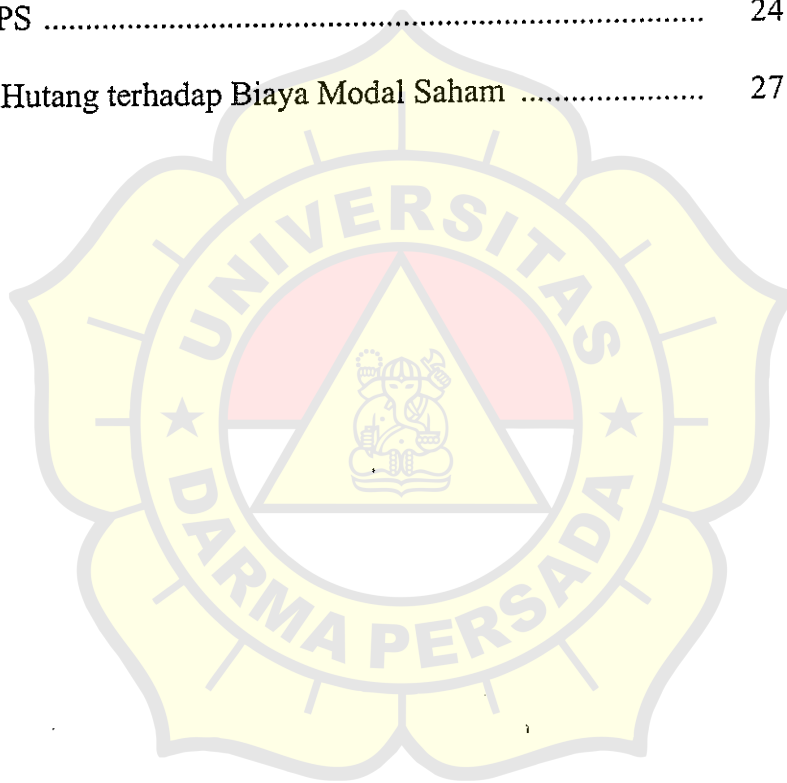 PS ........................................................................ 24
Hutang terhadap Biaya Modal Saham ...................... 27
UNIVERSITAS
DARMA PERSADA